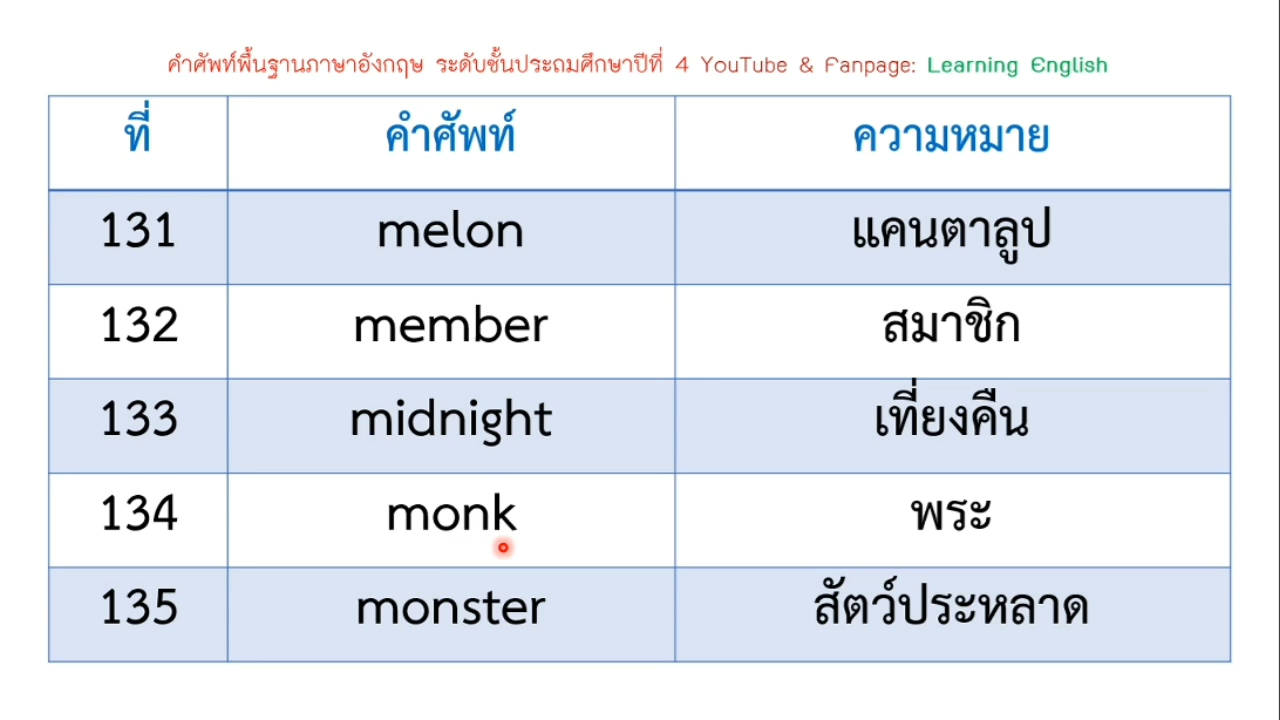 คำศัพท์พื้นฐานภาษาอังกฤษ ระดับชั้นประถมศึกษาปีที่ 4 YouTube & Fanpage: Learning English
ที่ คำศัพท์ ความหมาย
131 melon แคนตาลูป
132 member สมาชิก
133 midnight เที่ยงคืน
134 monk พระ
135 monster สัตว์ประหลาด